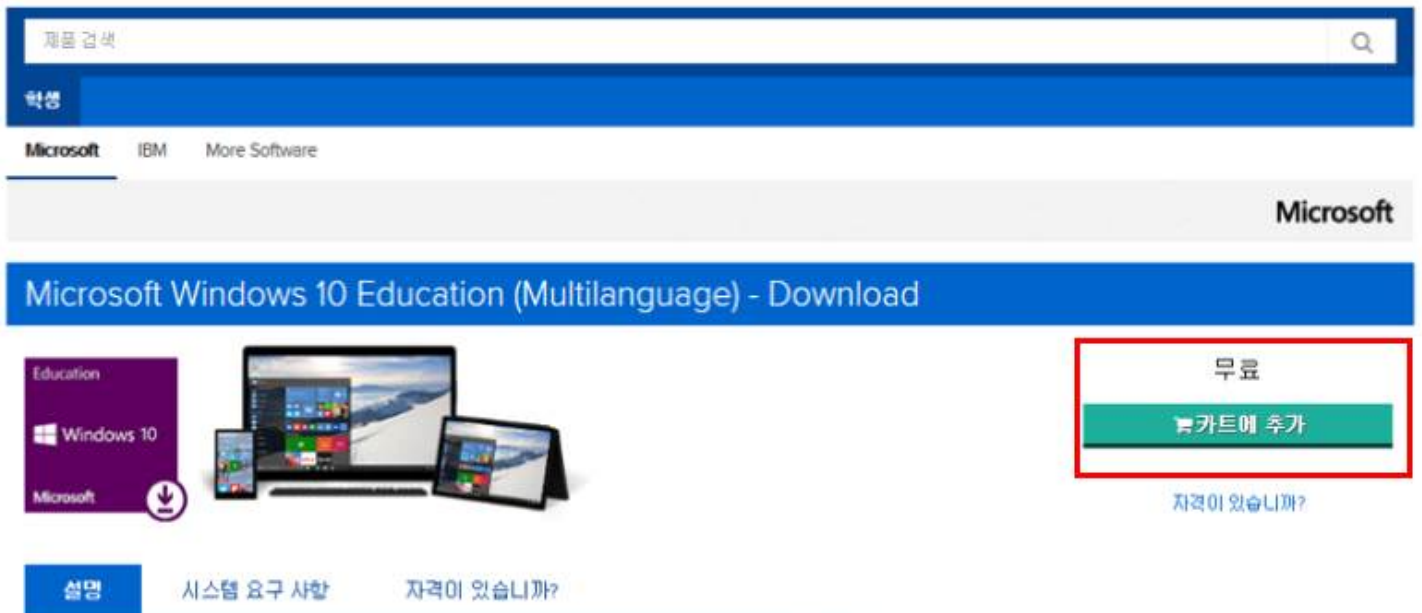 제품 검색
학생
Microsoft IBM More Software
Microsoft
Microsoft Windows 10 Education (Multilanguage) - Download
Education
Windows 10
Microsoft
무료
카트에 추가
자격이 있습니까?
설명 시스템 요구 사항 자격이 있습니까?